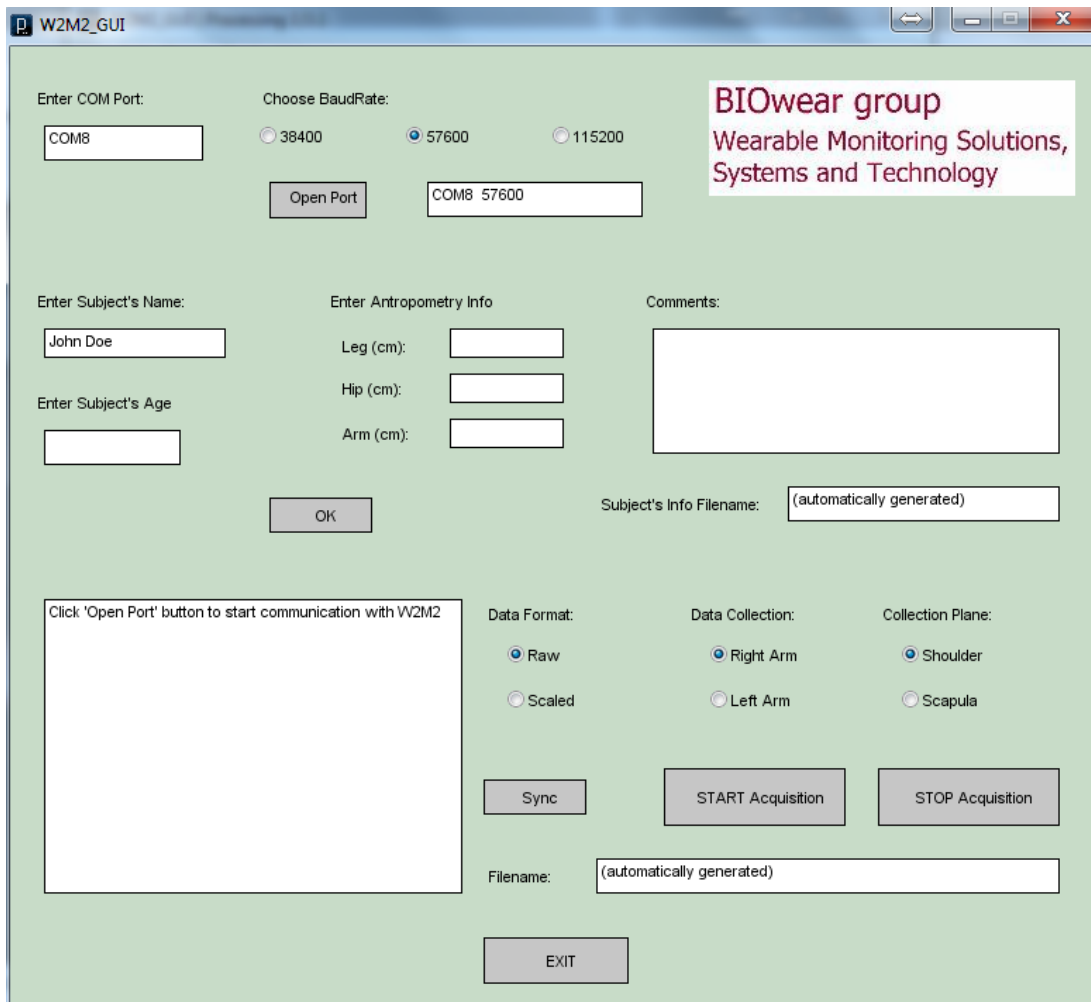 W2M2_GUI
Enter COM Port:
Choose BaudRate:
COM8
38400
57600
115200
BIOwear group
Wearable Monitoring Solutions,
Systems and Technology
Open Port
COM8 57600
Enter Subject's Name:
Enter Antropometry Info
Comments:
John Doe
Leg (cm):
Hip (cm):
Enter Subject's Age
Arm (cm):
OK
Subject's Info Filename:
(automatically generated)
Click 'Open Port' button to start communication with W2M2
Data Format:
Data Collection:
Collection Plane:
Raw
Right Arm
Shoulder
Scaled
Left Arm
Scapula
Sync
START Acquisition
STOP Acquisition
Filename:
(automatically generated)
EXIT